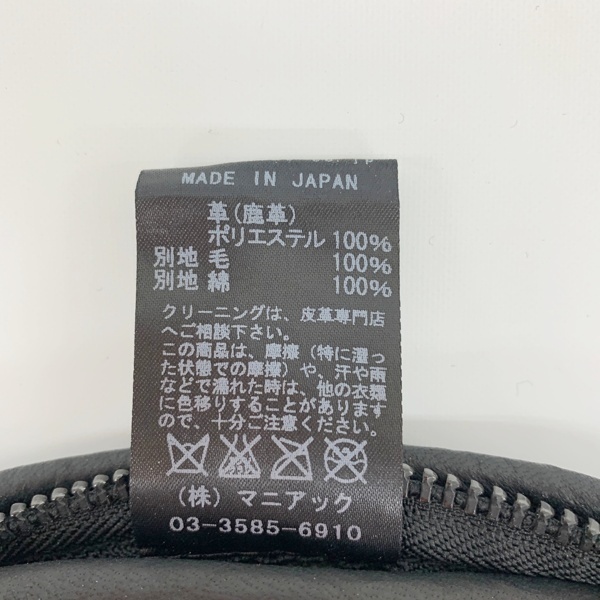 MADE IN JAPAN
革(鹿革)
ポリエステル 100%
別地 毛 100%
別地 綿 100%
クリーニングは、皮革専門店
へご相談下さい。
この商品は、摩擦(特に湿っ
た状態での摩擦)や、汗や雨
などで濡れた時は、他の衣類
に色移りすることがあります
ので、十分ご注意ください。
(株) マニアック
03-3585-6910